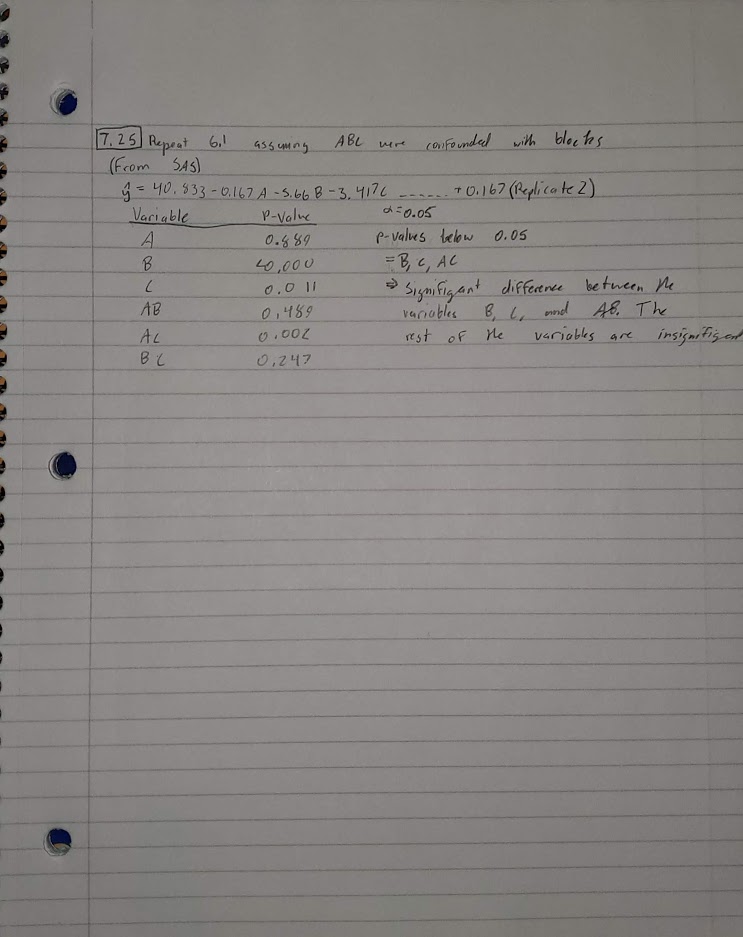 7.25 Repeat 6.1 assuming ABC were confounded with blocks
(From SAS)
ŷ = 40.833 - 0.167A - 5.66B - 3.417C ...... + 0.167(Replicate 2)
Variable P-Value α=0.05
A 0.889 P-values below 0.05
B <0,000 = B, C, AC
C 0.011 ⇒ Signifigant difference between the
AB 0,489 variables B, C, and AB. The
AC 0.002 rest of the variables are insignifigant
BC 0,247